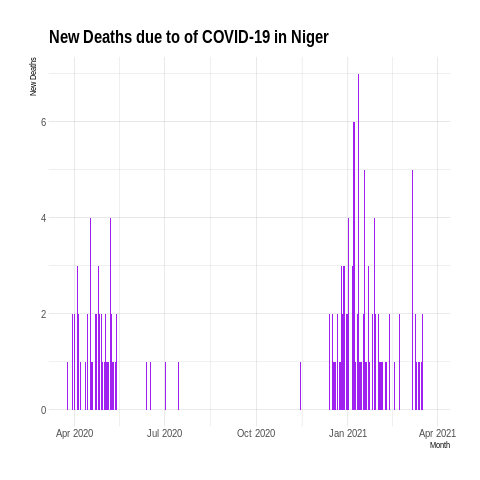 New Deaths due to of COVID-19 in Niger
New Deaths
6
4
2
0
Apr 2020 Jul 2020 Oct 2020 Jan 2021 Apr 2021
Month